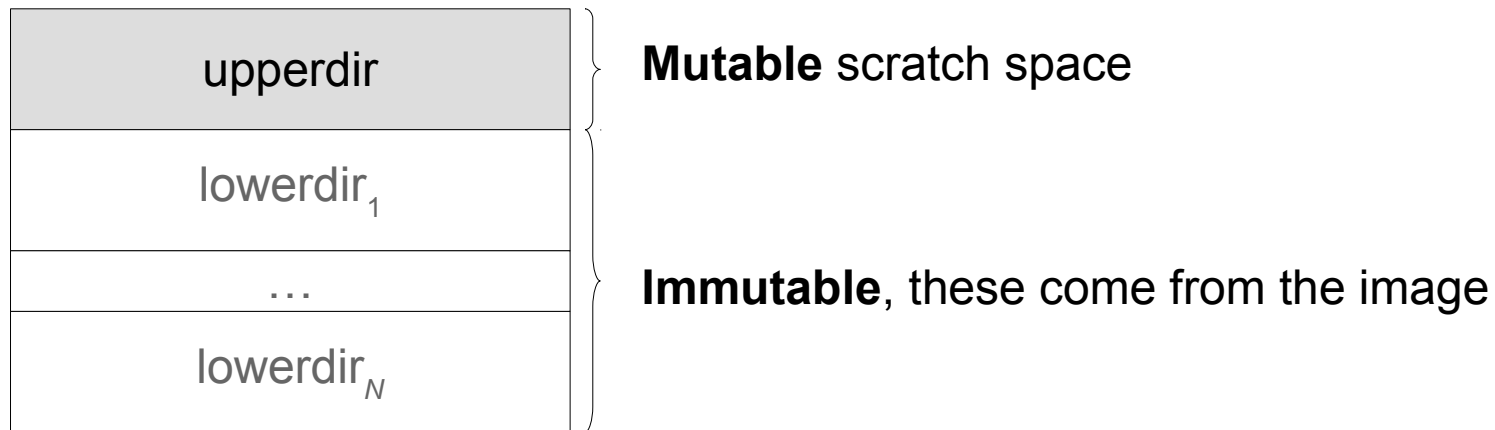 upperdir
Mutable scratch space
lowerdir1
…
Immutable, these come from the image
lowerdirN